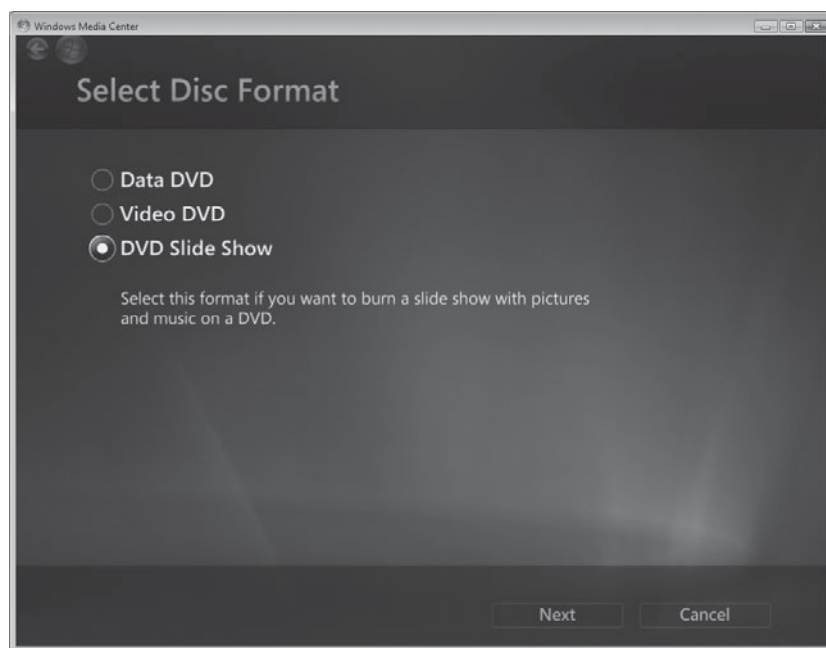 Windows Media Center
Select Disc Format
Data DVD
Video DVD
DVD Slide Show
Select this format if you want to burn a slide show with pictures
and music on a DVD.
Next
Cancel